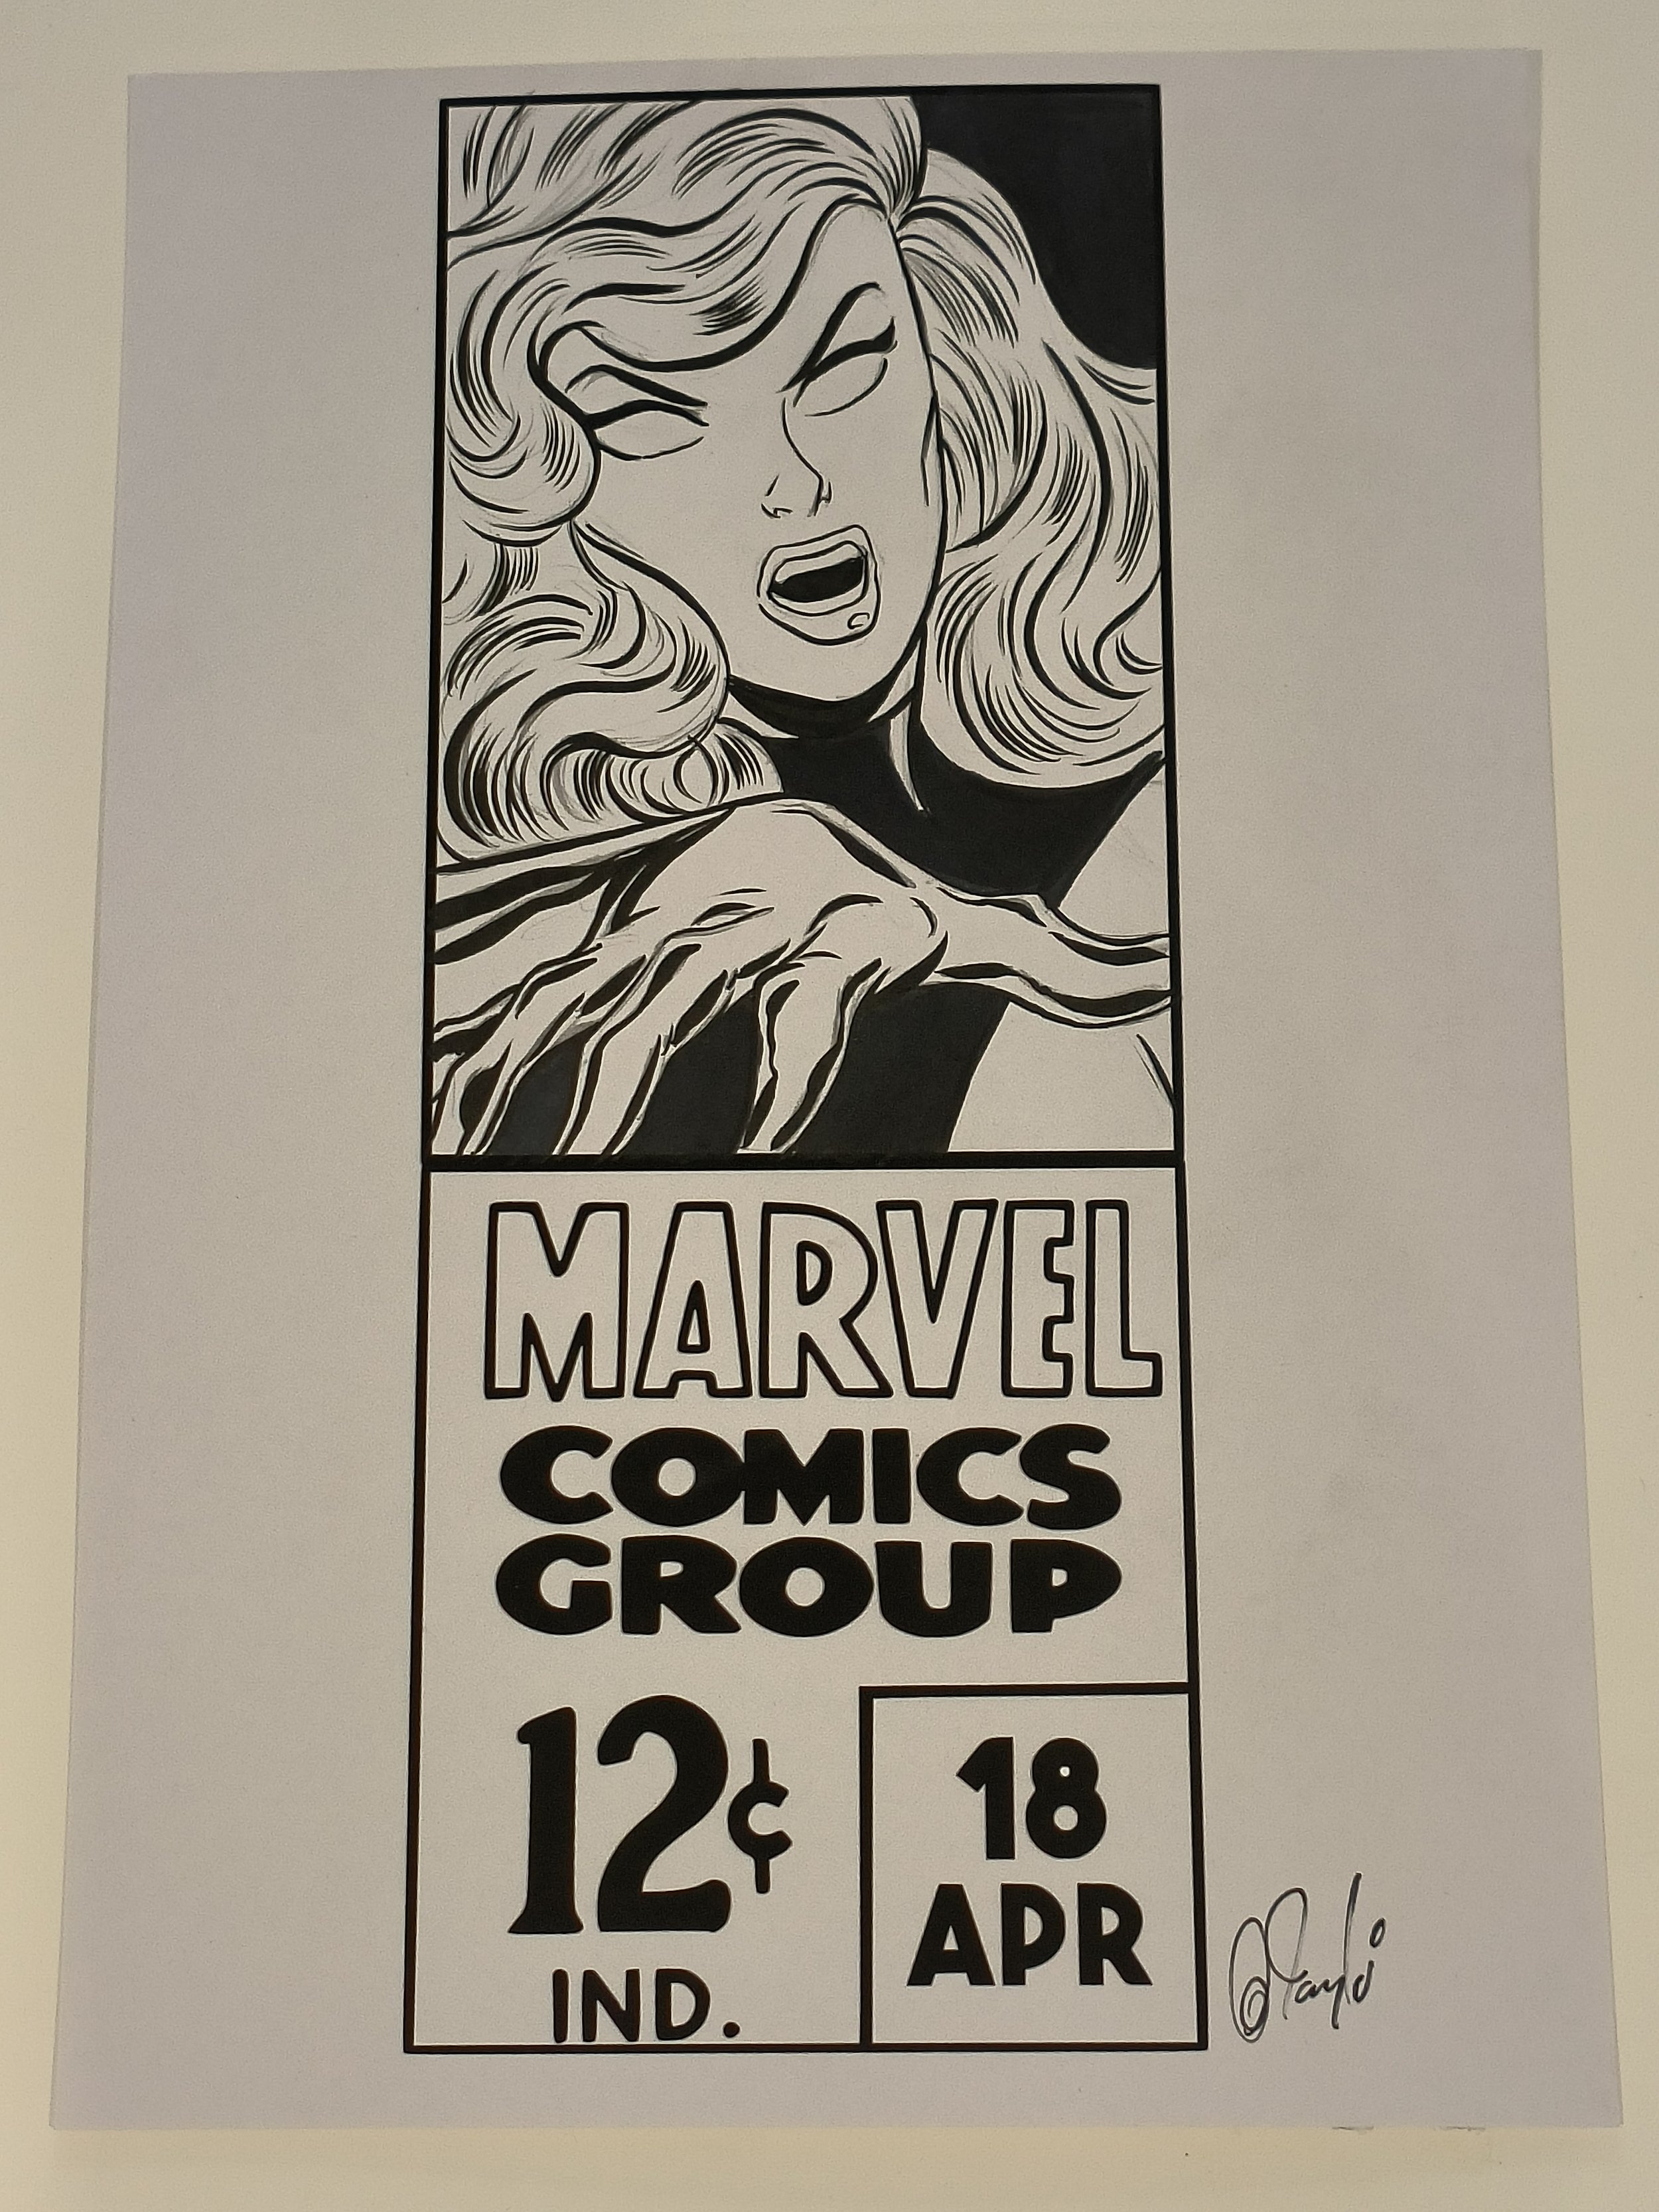 MARVEL
COMICS
GROUP
12¢
IND.
18
APR